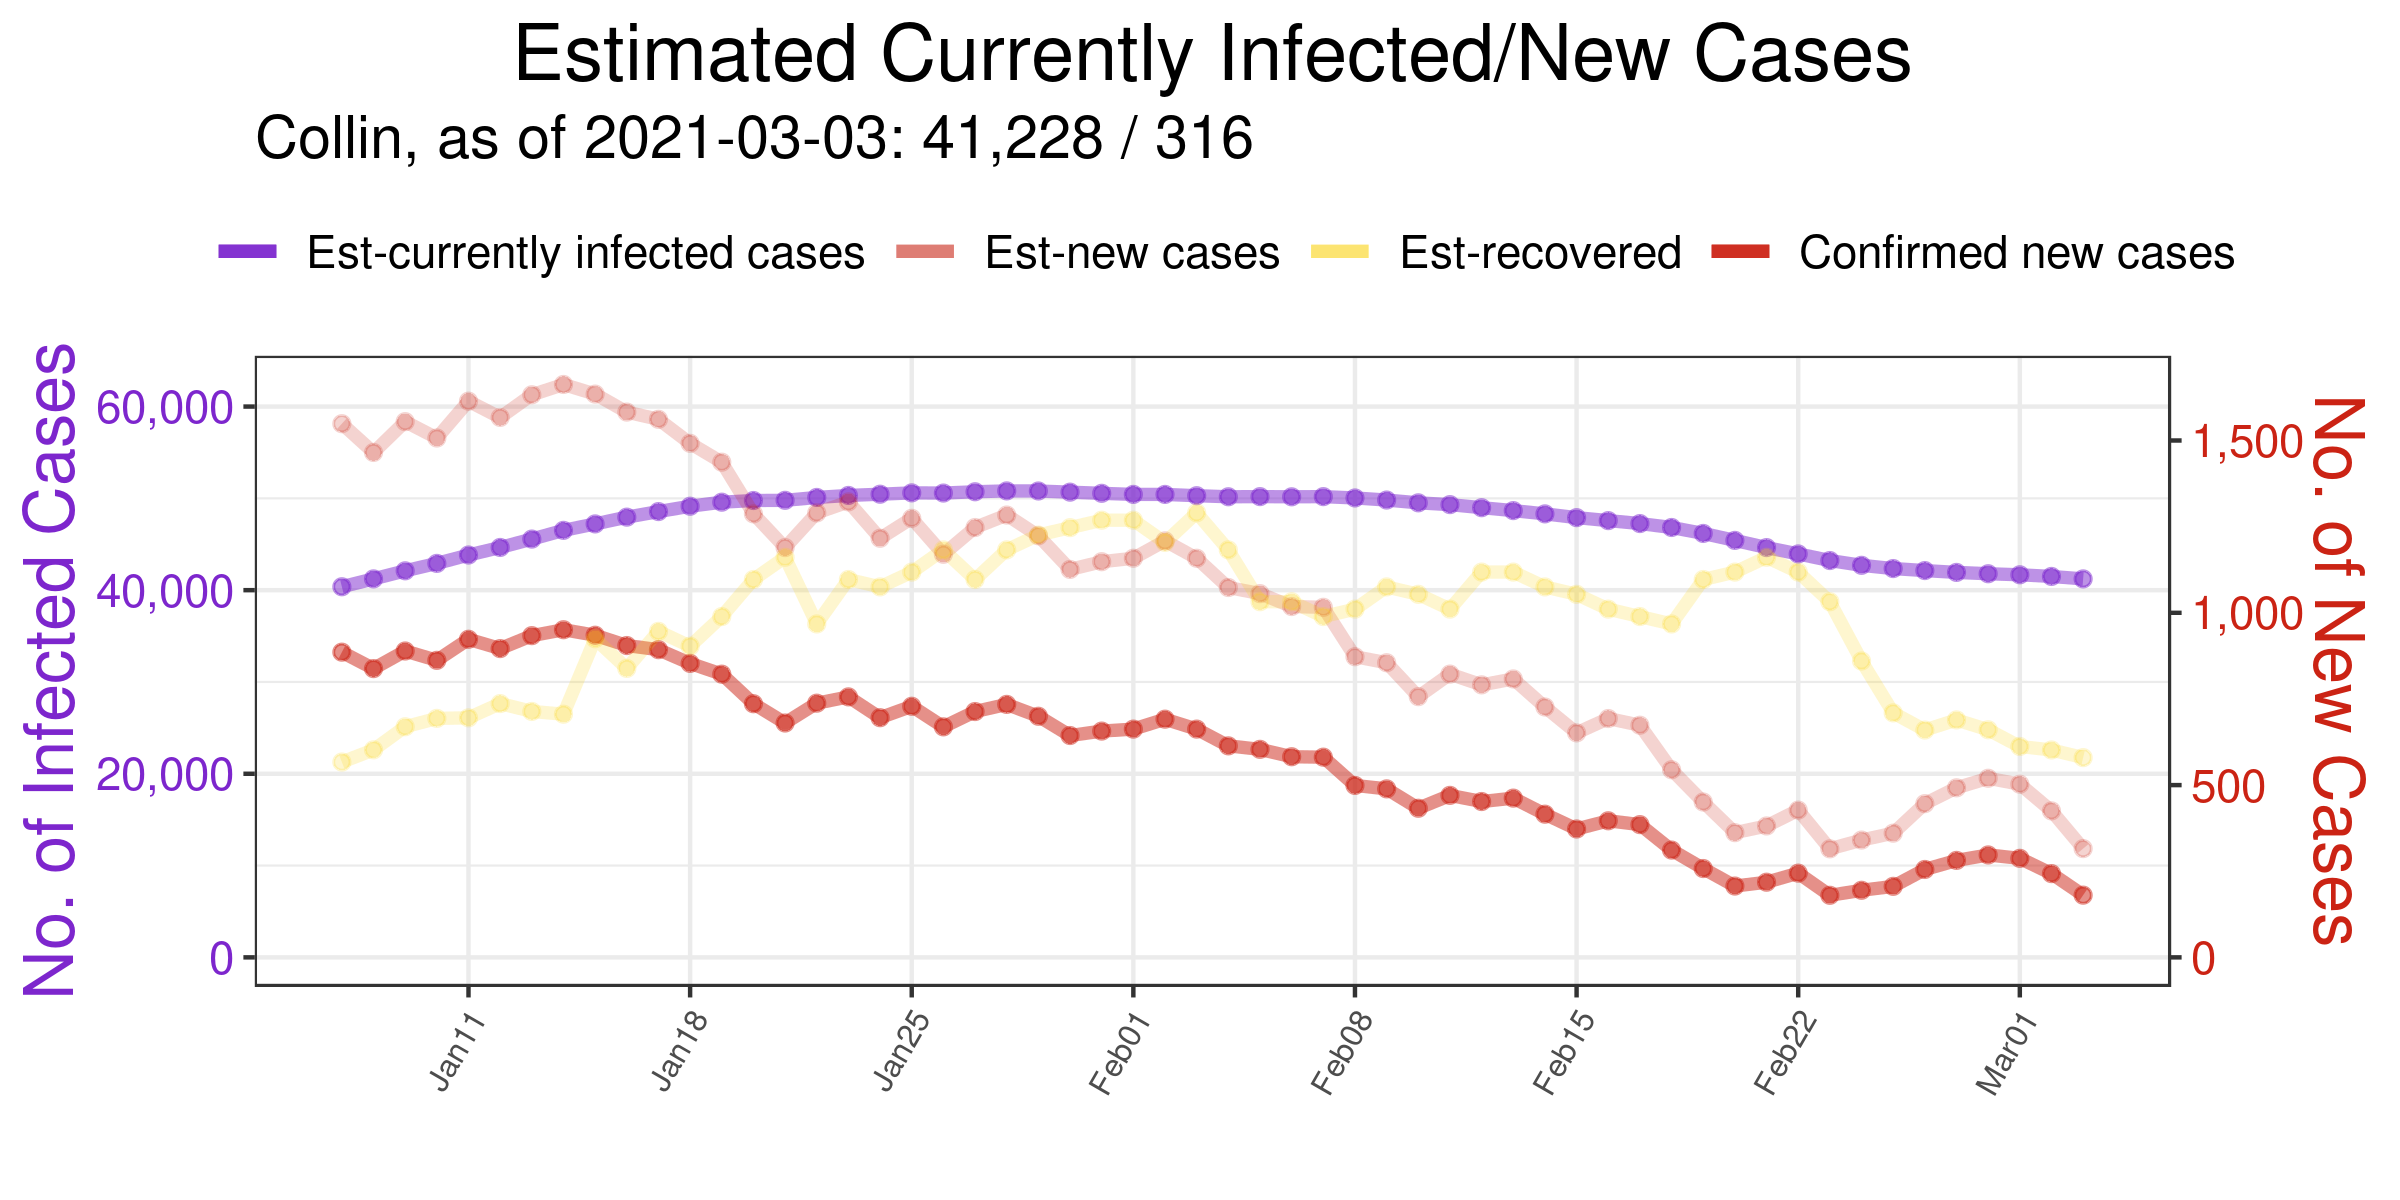 Estimated Currently Infected/New Cases
Collin, as of 2021-03-03: 41,228 / 316
Est-currently infected cases Est-new cases Est-recovered Confirmed new cases
No. of Infected Cases
60,000
40,000
20,000
0
1,500
1,000
500
0
No. of New Cases
Jan11 Jan18 Jan25 Feb01 Feb08 Feb15 Feb22 Mar01